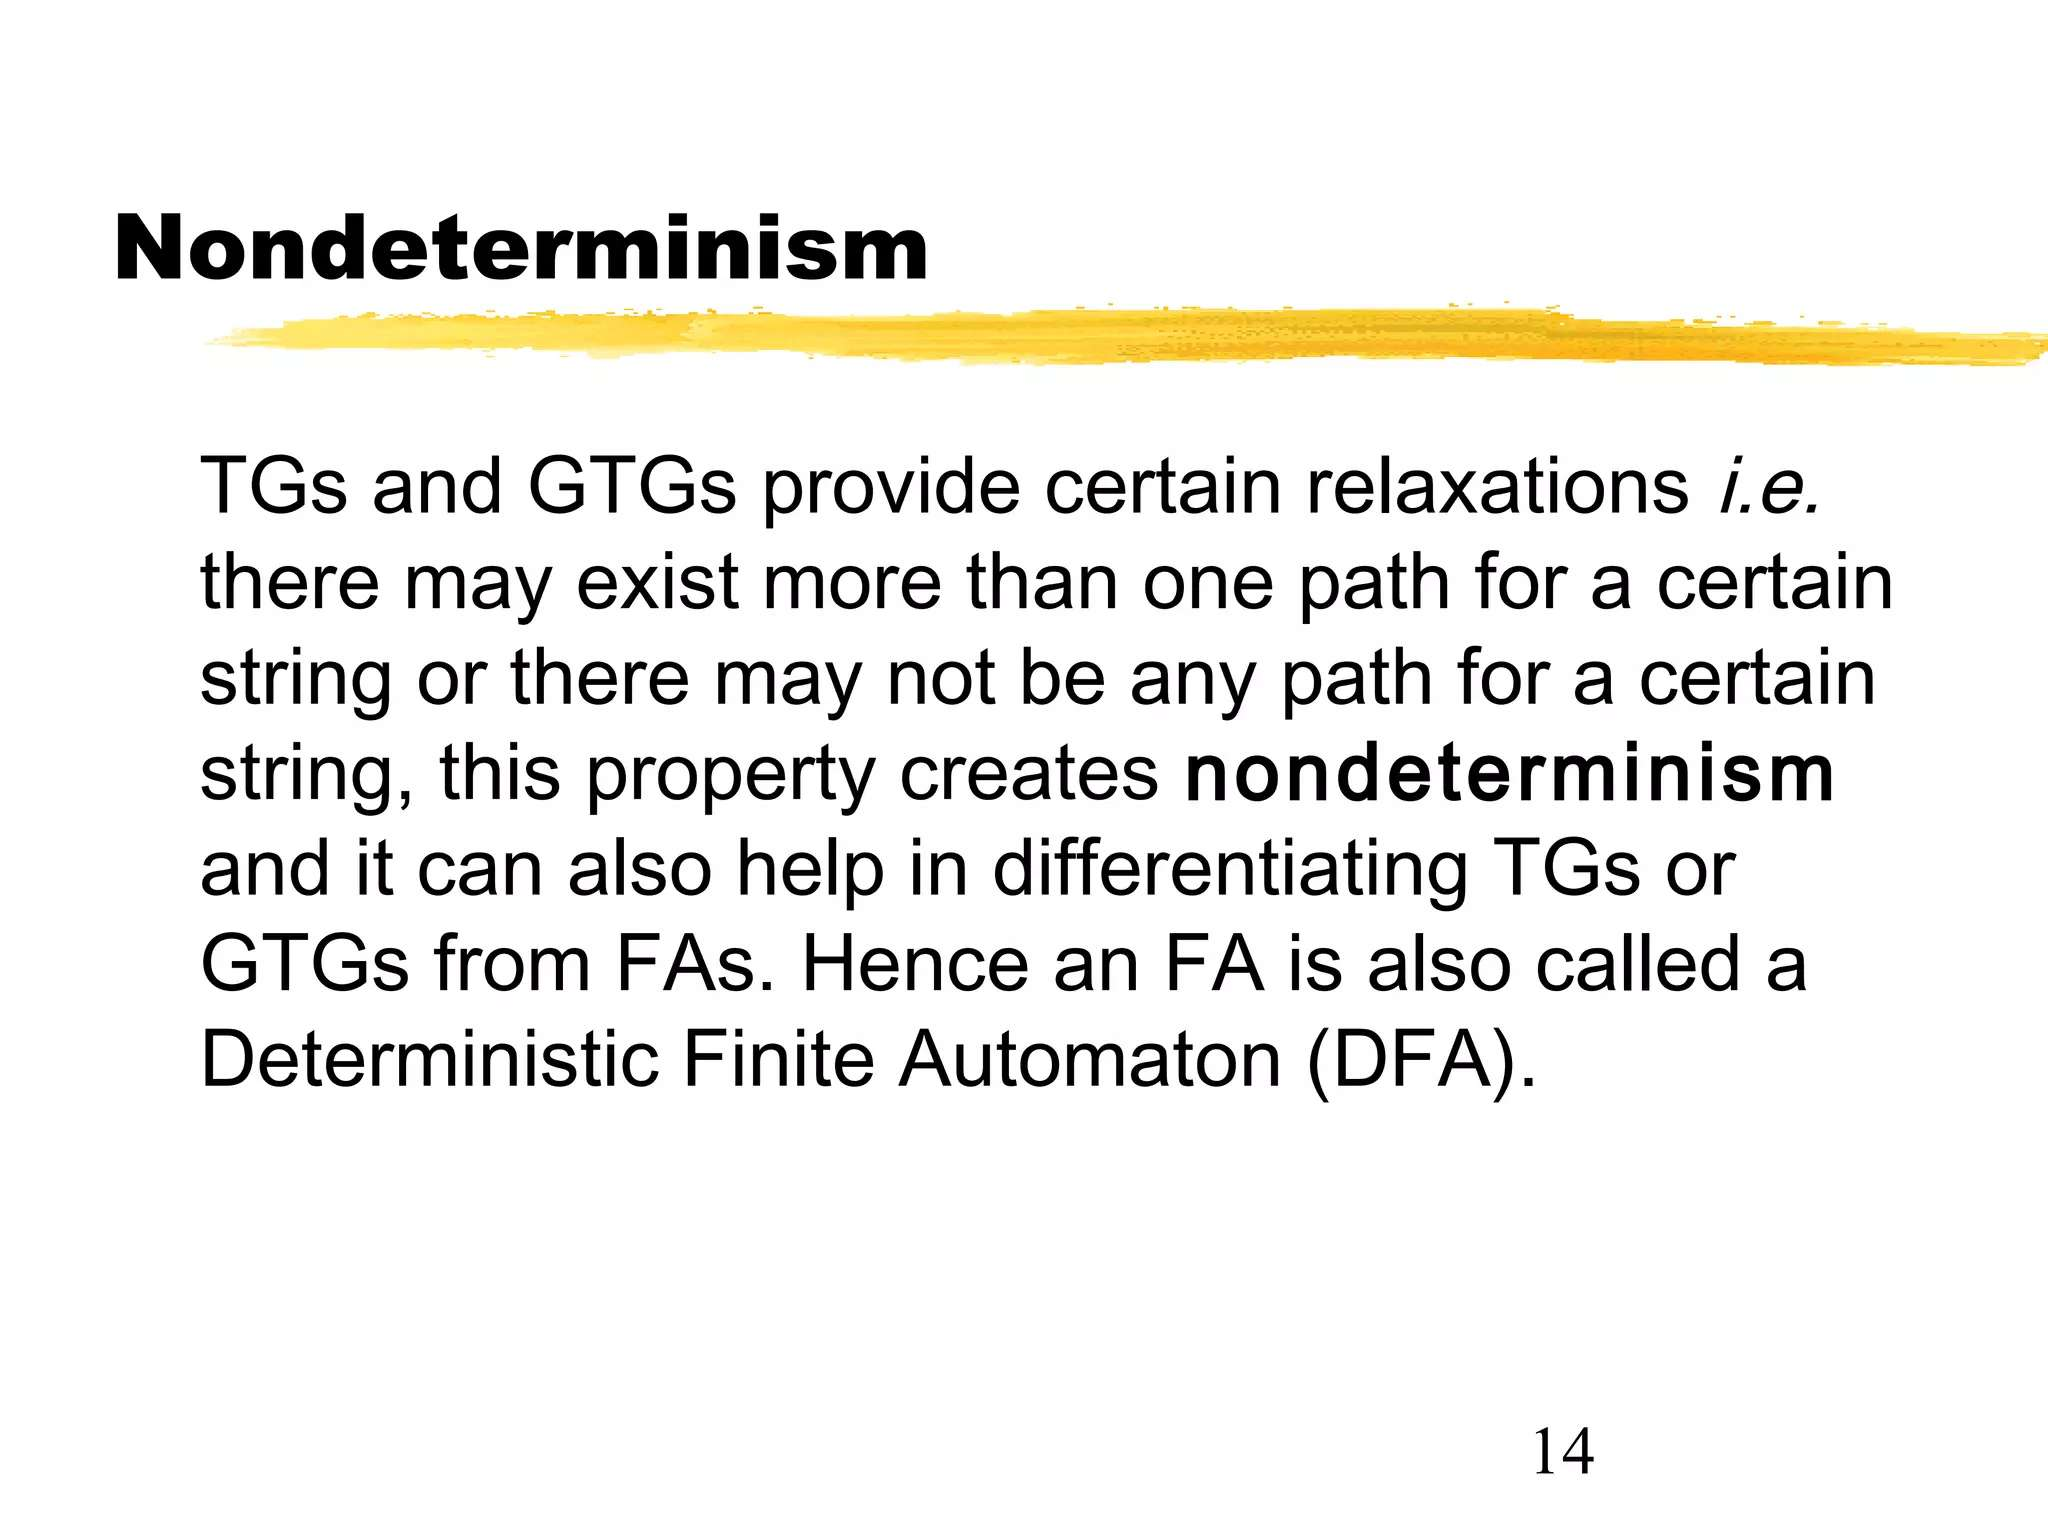 Nondeterminism
TGs and GTGs provide certain relaxations i.e.
there may exist more than one path for a certain
string or there may not be any path for a certain
string, this property creates nondeterminism
and it can also help in differentiating TGs or
GTGs from FAs. Hence an FA is also called a
Deterministic Finite Automaton (DFA).
14